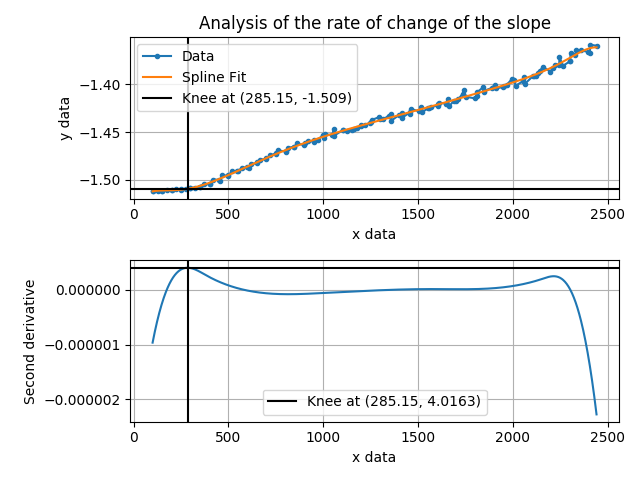 Analysis of the rate of change of the slope
Data
Spline Fit
Knee at (285.15, -1.509)
y data
−1.40
−1.45
−1.50
0 500 1000 1500 2000 2500
x data
Second derivative
0.000000
−0.000001
−0.000002
Knee at (285.15, 4.0163)
0 500 1000 1500 2000 2500
x data